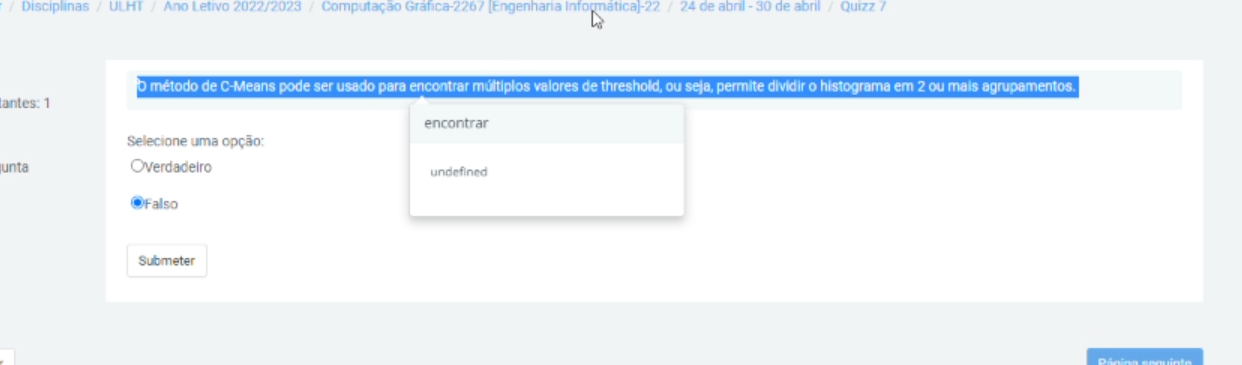 / Disciplinas / ULHT / Ano Letivo 2022/2023 / Computação Gráfica-2267 [Engenharia Informática]-22 / 24 de abril - 30 de abril / Quizz 7
O método de C-Means pode ser usado para encontrar múltiplos valores de threshold, ou seja, permite dividir o histograma em 2 ou mais agrupamentos.
tantes: 1
encontrar
Selecione uma opção:
Verdadeiro
undefined
Falso
Submeter
Página seguinte